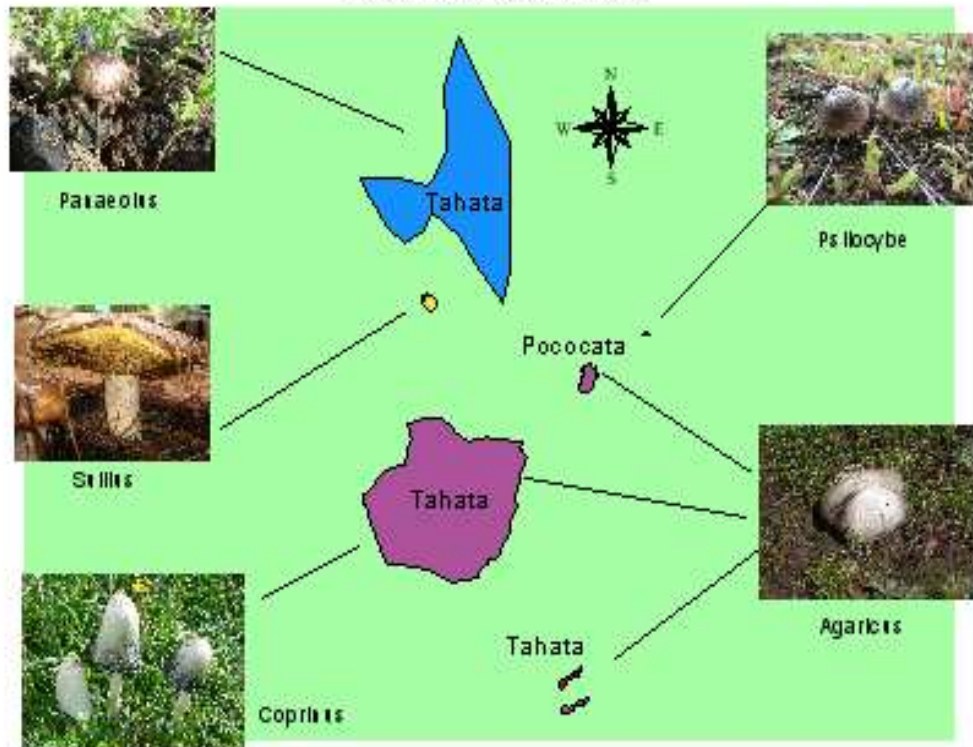 N
W E
S
Panaeolus
Tahata
Psilocybe
Pococata
Suillus
Tahata
Agaricus
Tahata
Coprinus